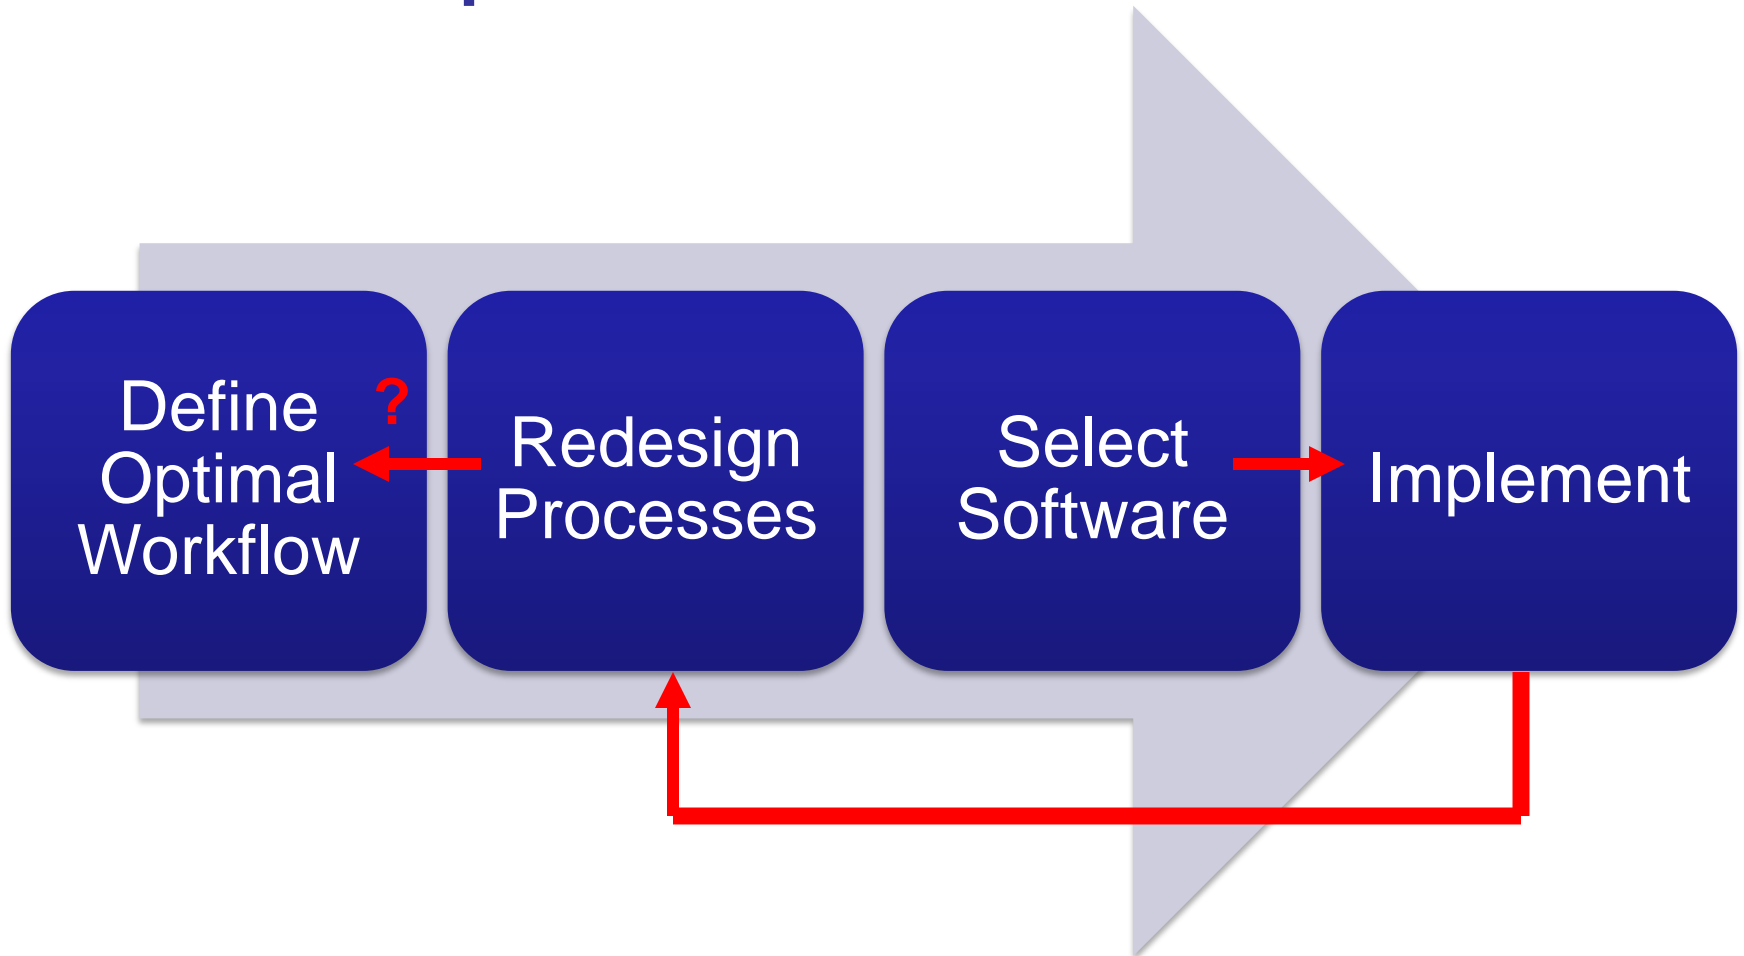 Define
Optimal
Workflow
?
Redesign
Processes
Select
Software
Implement